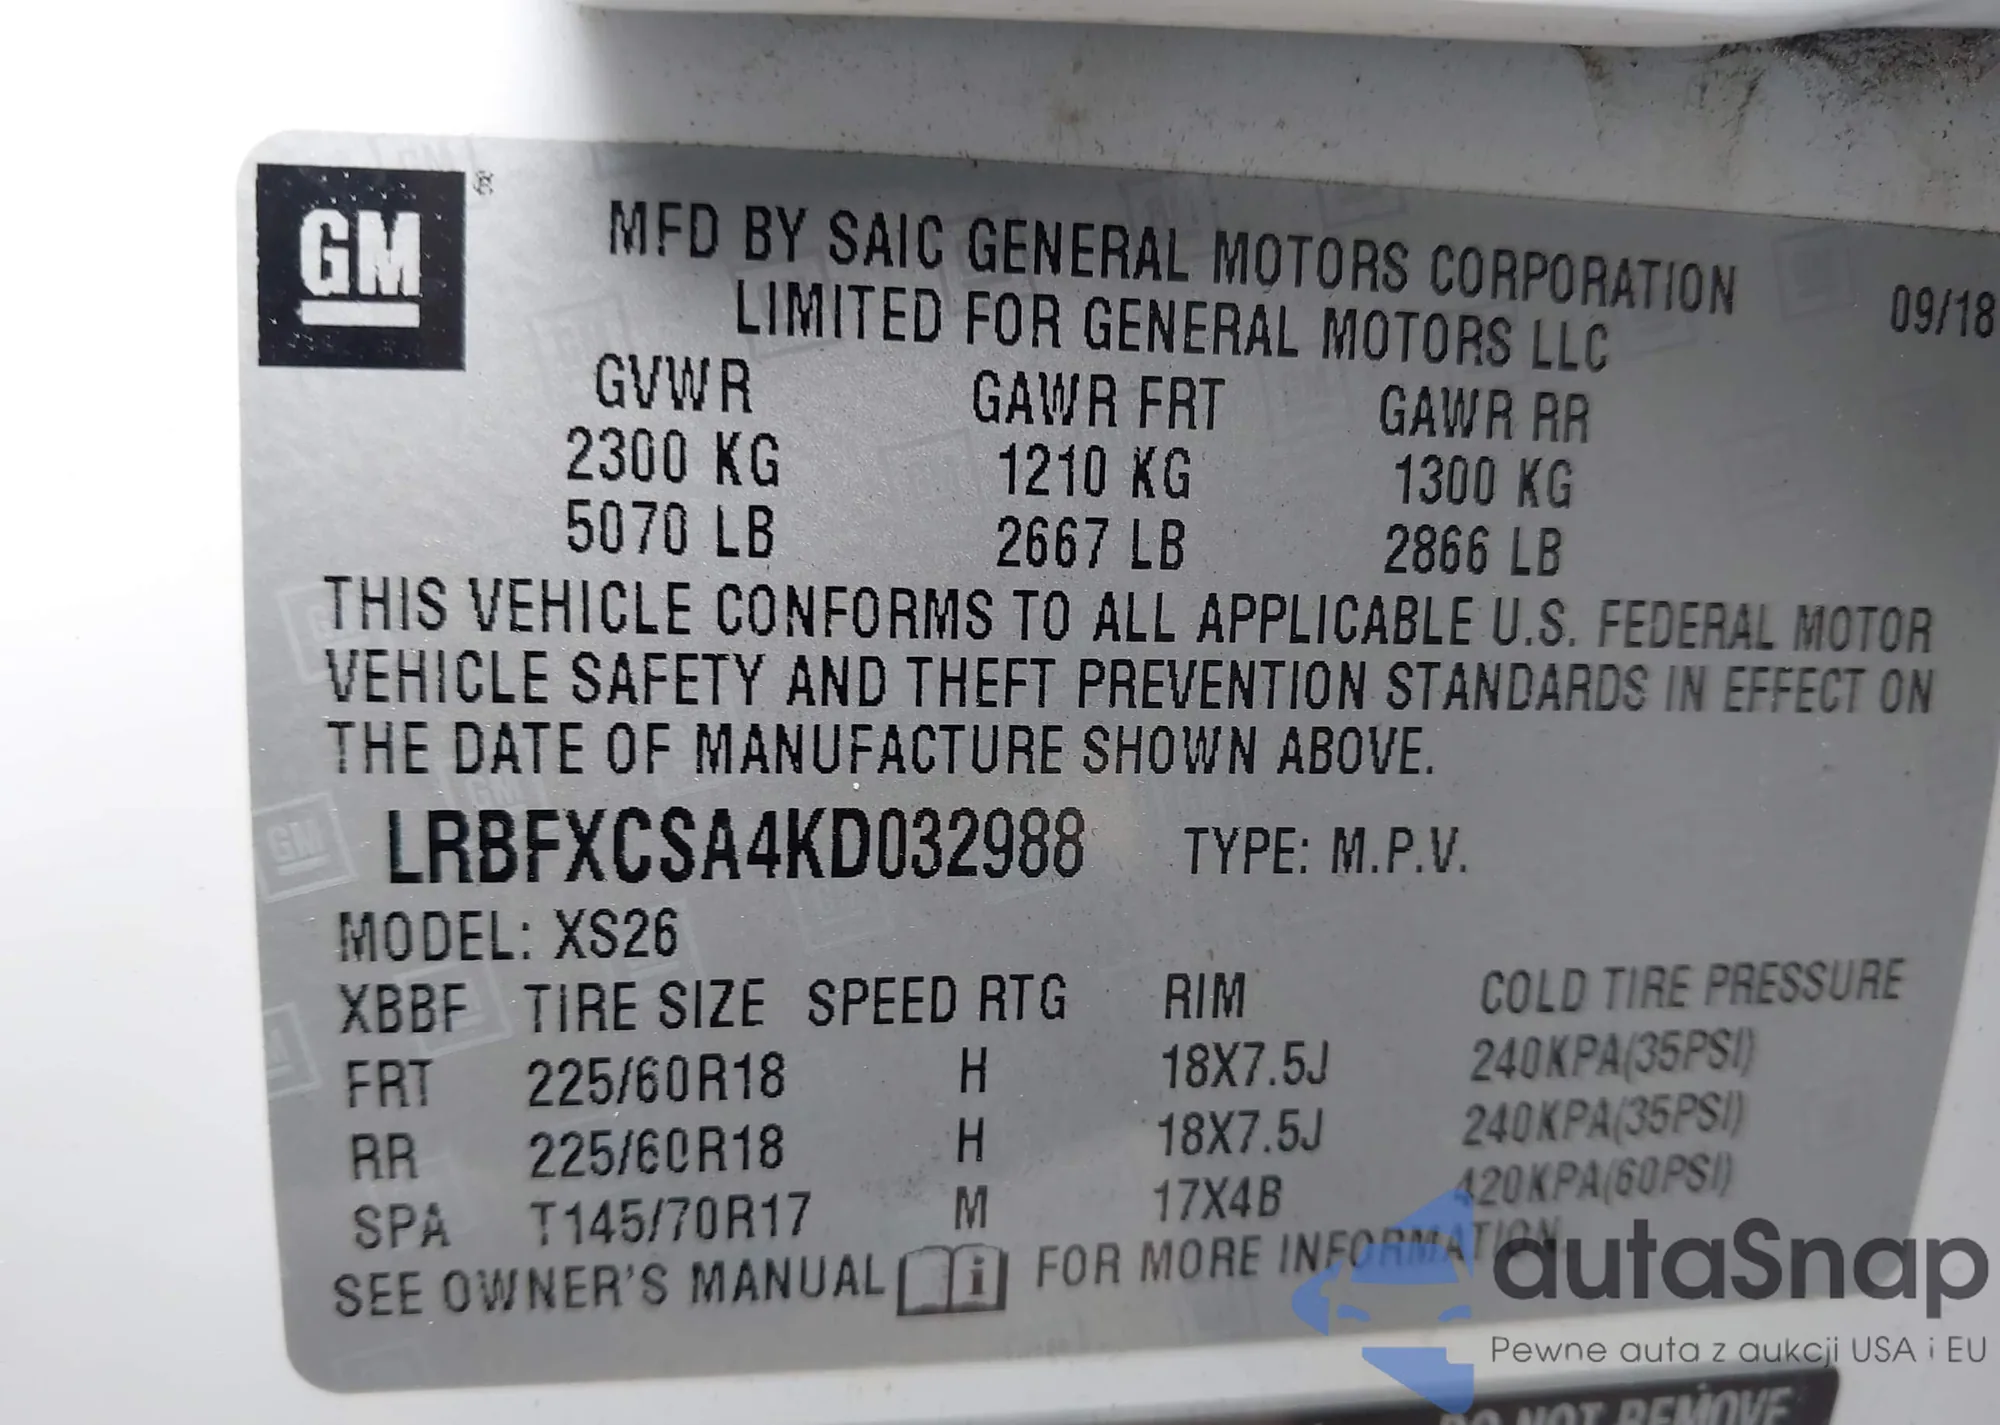 GM ®
MFD BY SAIC GENERAL MOTORS CORPORATION
LIMITED FOR GENERAL MOTORS LLC
09/18
GVWR GAWR FRT GAWR RR
2300 KG 1210 KG 1300 KG
5070 LB 2667 LB 2866 LB
THIS VEHICLE CONFORMS TO ALL APPLICABLE U.S. FEDERAL MOTOR
VEHICLE SAFETY AND THEFT PREVENTION STANDARDS IN EFFECT ON
THE DATE OF MANUFACTURE SHOWN ABOVE.
LRBFXCSA4KD032988 TYPE: M.P.V.
MODEL: XS26
XBBF TIRE SIZE SPEED RTG RIM COLD TIRE PRESSURE
FRT 225/60R18 H 18X7.5J 240KPA(35PSI)
RR 225/60R18 H 18X7.5J 240KPA(35PSI)
SPA T145/70R17 M 17X4B 420KPA(60PSI)
SEE OWNER'S MANUAL i FOR MORE INFORMATION.
autaSnap
Pewne auta z aukcji USA i EU
DO NOT REMOVE